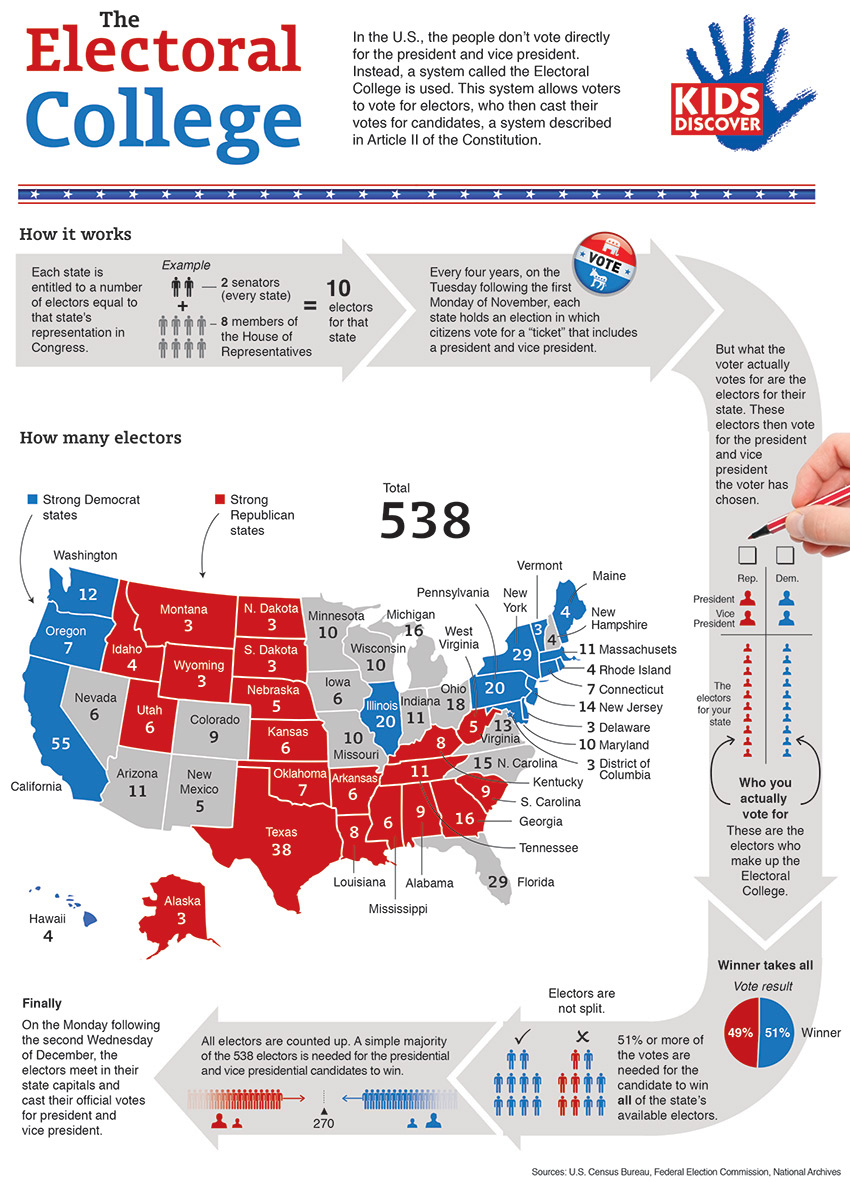 The
Electoral
College
In the U.S., the people don't vote directly
for the president and vice president.
Instead, a system called the Electoral
College is used. This system allows voters
to vote for electors, who then cast their
votes for candidates, a system described
in Article II of the Constitution.
KIDS
DISCOVER
How it works
Each state is
entitled to a number
of electors equal to
that state's
representation in
Congress.
Example
2 senators
(every state)
+
8 members of
the House of
Representatives
=
10
electors
for that
state
Every four years, on the
Tuesday following the first
Monday of November, each
state holds an election in which
citizens vote for a "ticket" that includes
a president and vice president.
VOTE
But what the
voter actually
votes for are the
electors for their
state. These
electors then vote
for the president
and vice
president
the voter has
chosen.
Rep.
Dem.
President
Vice
President
The
electors
for your
state
Who you
actually
vote for
These are the
electors who
make up the
Electoral
College.
How many electors
Strong Democrat
states
Strong
Republican
states
Total
538
Washington
12
Oregon
7
California
55
Idaho
4
Nevada
6
Utah
6
Arizona
11
Montana
3
Wyoming
3
Colorado
9
New
Mexico
5
N. Dakota
3
S. Dakota
3
Nebraska
5
Kansas
6
Oklahoma
7
Texas
38
Minnesota
10
Iowa
6
10
Missouri
Arkansas
6
8
Louisiana
Wisconsin
10
Illinois
20
Michigan
16
Indiana
11
Ohio
18
8
Kentucky
11
Tennessee
6
Mississippi
9
Alabama
16
Georgia
29
Florida
9
S. Carolina
15
N. Carolina
13
Virginia
West
Virginia
5
Pennsylvania
20
New
York
29
Vermont
3
New
Hampshire
4
Maine
4
11 Massachusets
4 Rhode Island
7 Connecticut
14 New Jersey
3 Delaware
10 Maryland
3 District of
Columbia
Hawaii
4
Alaska
3
Winner takes all
Vote result
49%
51%
Winner
51% or more of
the votes are
needed for the
candidate to win
all of the state's
available electors.
Electors are
not split.
All electors are counted up. A simple majority
of the 538 electors is needed for the presidential
and vice presidential candidates to win.
270
Finally
On the Monday following
the second Wednesday
of December, the
electors meet in their
state capitals and
cast their official votes
for president and
vice president.
Sources: U.S. Census Bureau, Federal Election Commission, National Archives